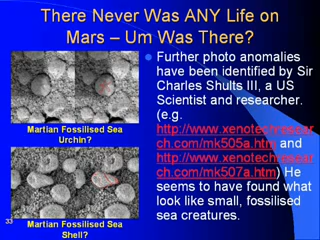 There Never Was ANY Life on
Mars – Um Was There?
Further photo anomalies
have been identified by Sir
Charles Shults III, a US
Scientist and researcher.
(e.g.
http://www.xenotechresear
ch.com/mk505a.htm and
http://www.xenotechresear
ch.com/mk507a.htm) He
seems to have found what
look like small, fossilised
sea creatures.
Martian Fossilised Sea
Urchin?
Martian Fossilised Sea
Shell?
33